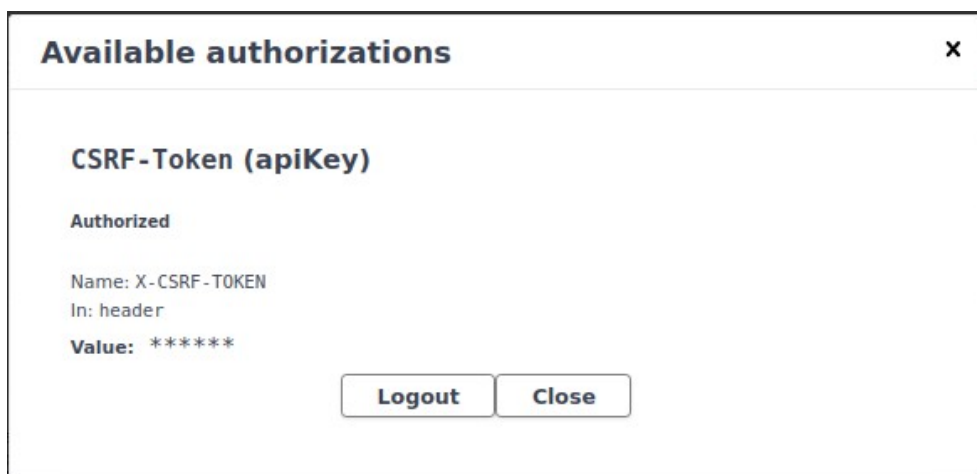 Available authorizations
x
CSRF-Token (apiKey)
Authorized
Name: X-CSRF-TOKEN
In: header
Value: ******
Logout
Close